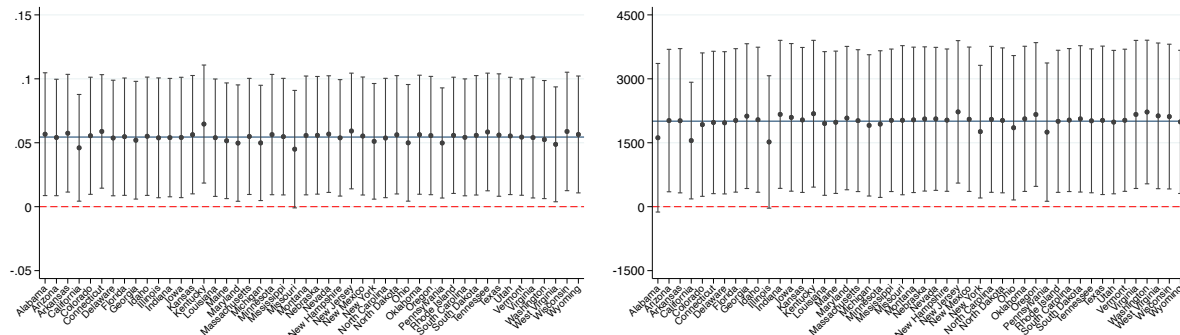 .15
.1
.05
0
-.05
Alabama
Arizona
Arkansas
California
Colorado
Connecticut
Delaware
Florida
Georgia
Idaho
Illinois
Indiana
Iowa
Kansas
Kentucky
Louisiana
Maine
Maryland
Massachusetts
Michigan
Minnesota
Mississippi
Missouri
Montana
Nebraska
Nevada
New Hampshire
New Jersey
New Mexico
New York
North Carolina
North Dakota
Ohio
Oklahoma
Oregon
Pennsylvania
Rhode Island
South Carolina
South Dakota
Tennessee
Texas
Utah
Vermont
Virginia
Washington
West Virginia
Wisconsin
Wyoming
4500
3000
1500
0
-1500
Alabama
Arizona
Arkansas
California
Colorado
Connecticut
Delaware
Florida
Georgia
Idaho
Illinois
Indiana
Iowa
Kansas
Kentucky
Louisiana
Maine
Maryland
Massachusetts
Michigan
Minnesota
Mississippi
Missouri
Montana
Nebraska
Nevada
New Hampshire
New Jersey
New Mexico
New York
North Carolina
North Dakota
Ohio
Oklahoma
Oregon
Pennsylvania
Rhode Island
South Carolina
South Dakota
Tennessee
Texas
Utah
Vermont
Virginia
Washington
West Virginia
Wisconsin
Wyoming